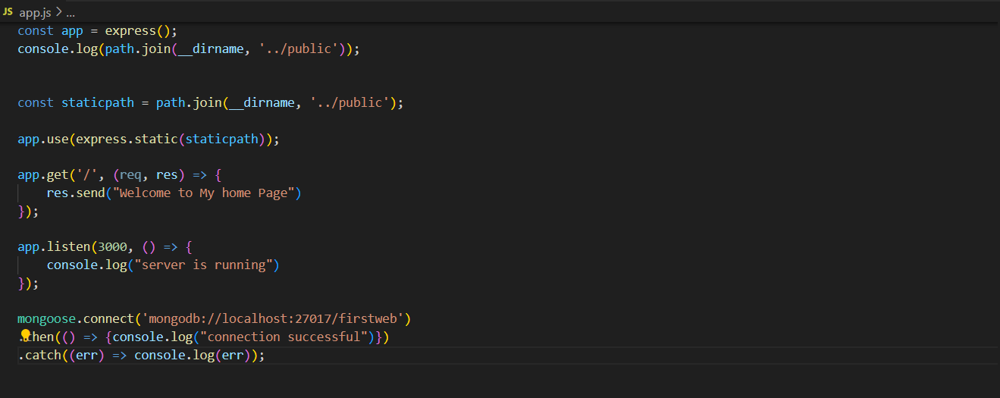 JS app.js > ...
const app = express();
console.log(path.join(__dirname, '../public'));
const staticpath = path.join(__dirname, '../public');
app.use(express.static(staticpath));
app.get('/', (req, res) => {
    res.send("Welcome to My home Page")
});
app.listen(3000, () => {
    console.log("server is running")
});
mongoose.connect('mongodb://localhost:27017/firstweb')
.then(() => {console.log("connection successful")})
.catch((err) => console.log(err));